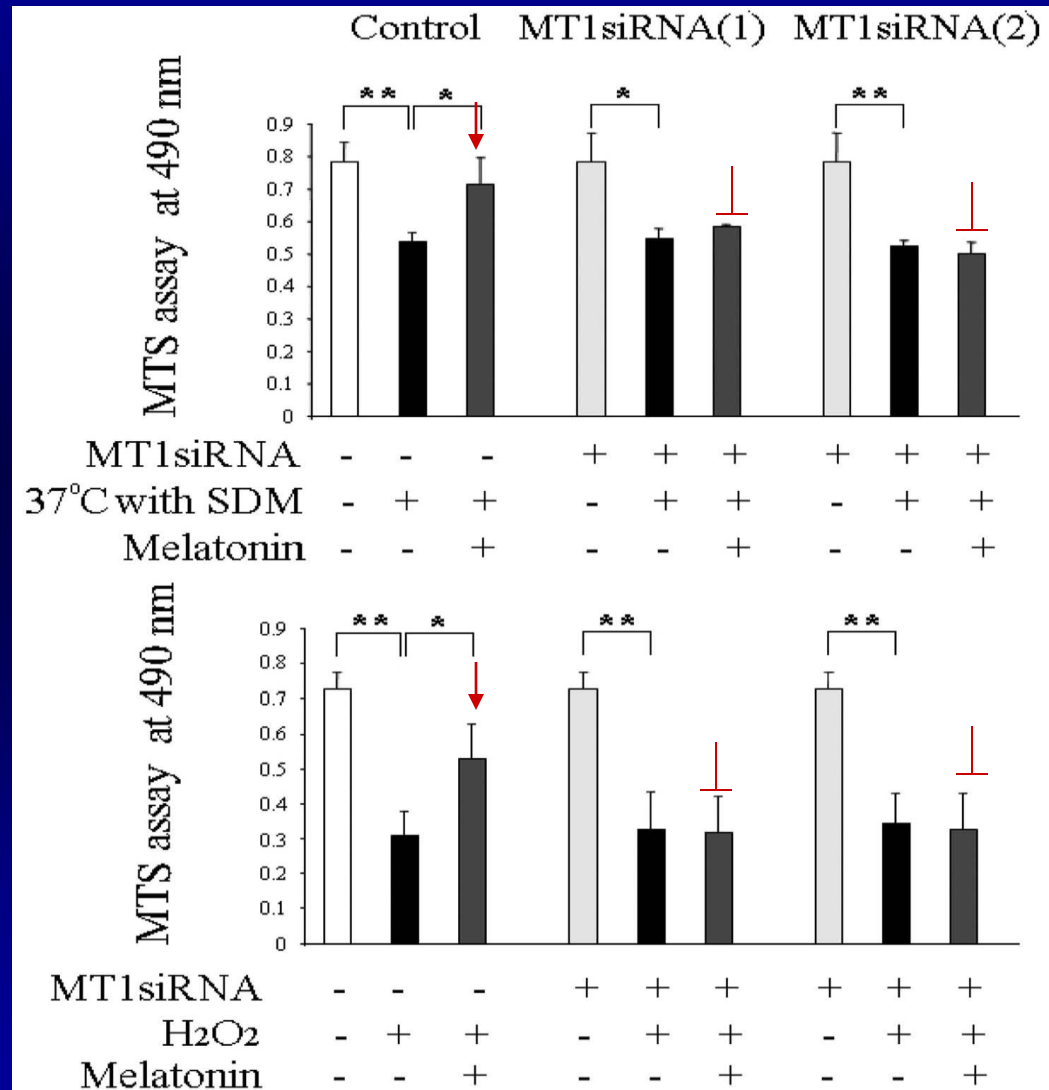 Control MT1siRNA(1) MT1siRNA(2)
** * * **
MTS assay at 490 nm
0.9
0.8
0.7
0.6
0.5
0.4
0.3
0.2
0.1
0
MT1siRNA - - - + + + + + +
37°C with SDM - + + - + + - + +
Melatonin - - + - - + - - +
** * ** **
MTS assay at 490 nm
0.9
0.8
0.7
0.6
0.5
0.4
0.3
0.2
0.1
0
MT1siRNA - - - + + + + + +
H2O2 - + + - + + - + +
Melatonin - - + - - + - - +